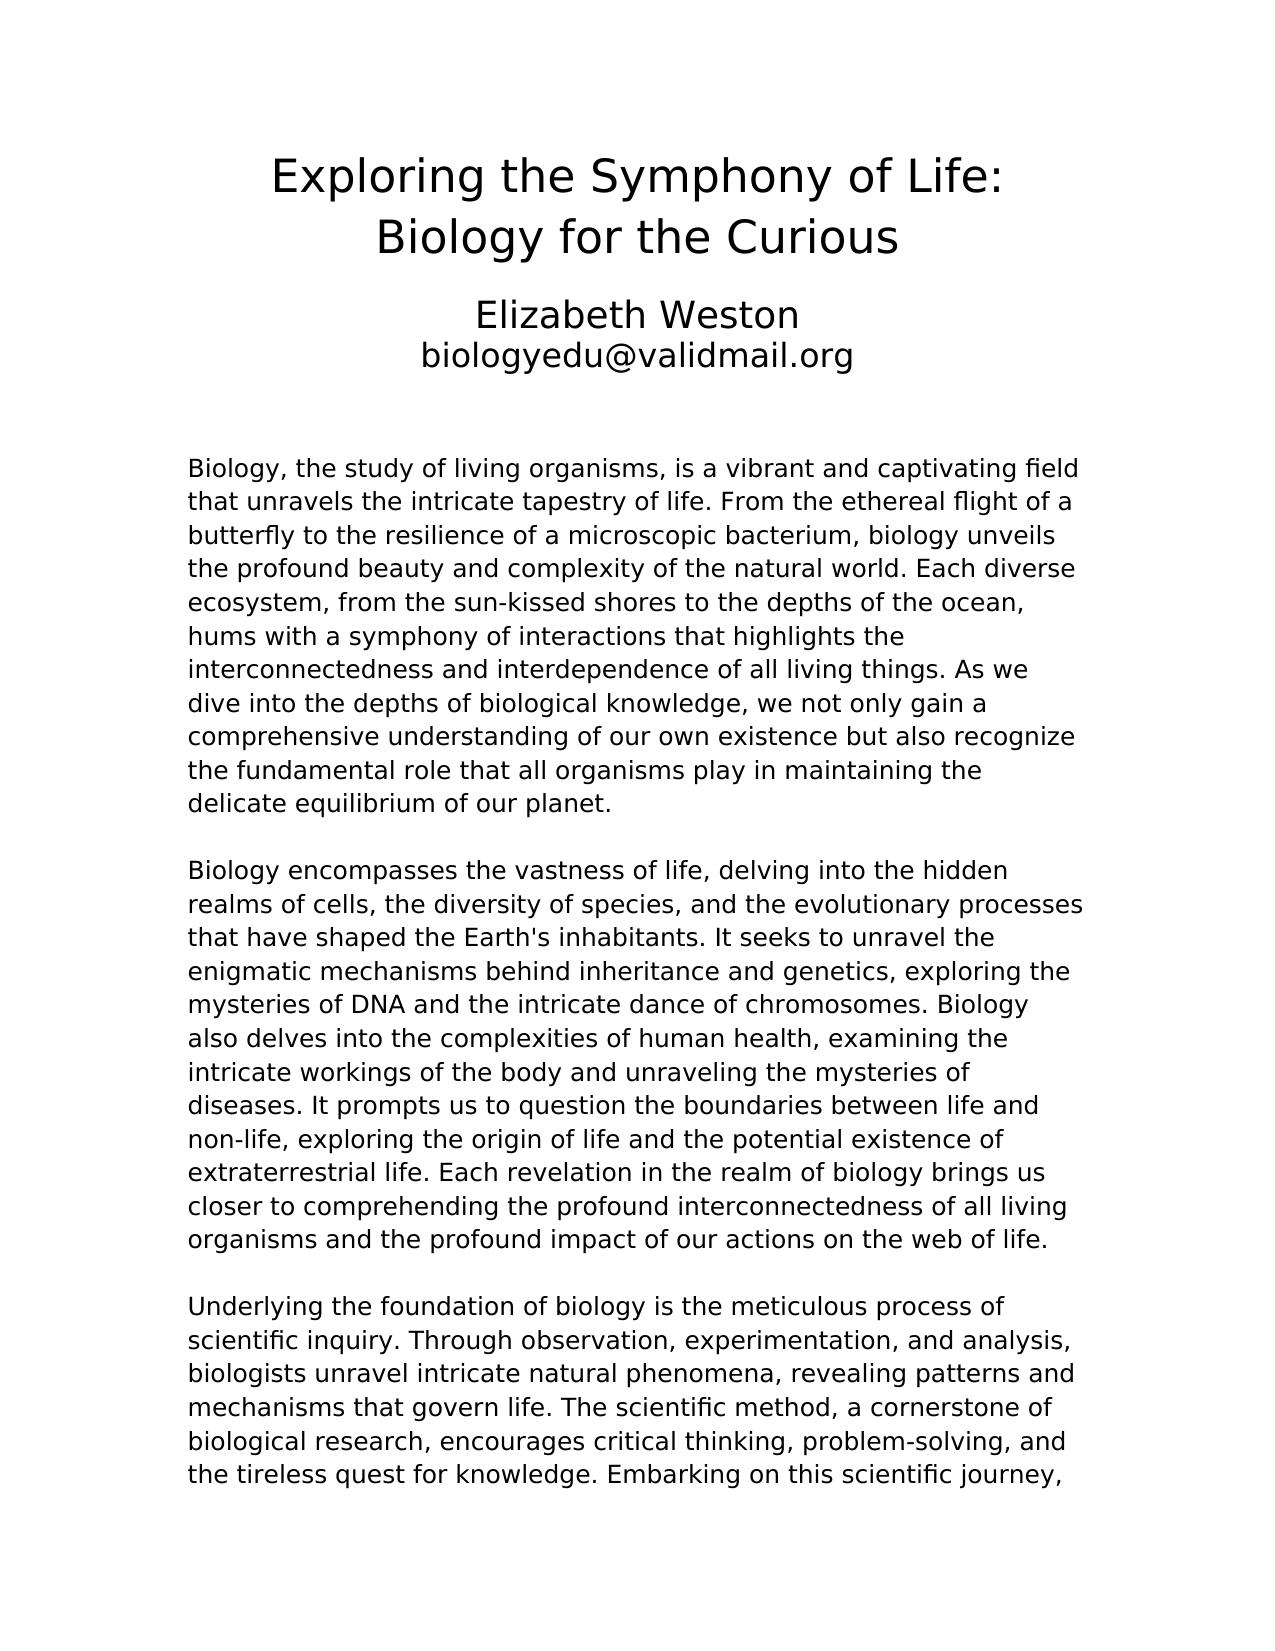 Exploring the Symphony of Life:
Biology for the Curious
Elizabeth Weston
biologyedu@validmail.org
Biology, the study of living organisms, is a vibrant and captivating field
that unravels the intricate tapestry of life. From the ethereal flight of a
butterfly to the resilience of a microscopic bacterium, biology unveils
the profound beauty and complexity of the natural world. Each diverse
ecosystem, from the sun-kissed shores to the depths of the ocean,
hums with a symphony of interactions that highlights the
interconnectedness and interdependence of all living things. As we
dive into the depths of biological knowledge, we not only gain a
comprehensive understanding of our own existence but also recognize
the fundamental role that all organisms play in maintaining the
delicate equilibrium of our planet.
Biology encompasses the vastness of life, delving into the hidden
realms of cells, the diversity of species, and the evolutionary processes
that have shaped the Earth's inhabitants. It seeks to unravel the
enigmatic mechanisms behind inheritance and genetics, exploring the
mysteries of DNA and the intricate dance of chromosomes. Biology
also delves into the complexities of human health, examining the
intricate workings of the body and unraveling the mysteries of
diseases. It prompts us to question the boundaries between life and
non-life, exploring the origin of life and the potential existence of
extraterrestrial life. Each revelation in the realm of biology brings us
closer to comprehending the profound interconnectedness of all living
organisms and the profound impact of our actions on the web of life.
Underlying the foundation of biology is the meticulous process of
scientific inquiry. Through observation, experimentation, and analysis,
biologists unravel intricate natural phenomena, revealing patterns and
mechanisms that govern life. The scientific method, a cornerstone of
biological research, encourages critical thinking, problem-solving, and
the tireless quest for knowledge. Embarking on this scientific journey,